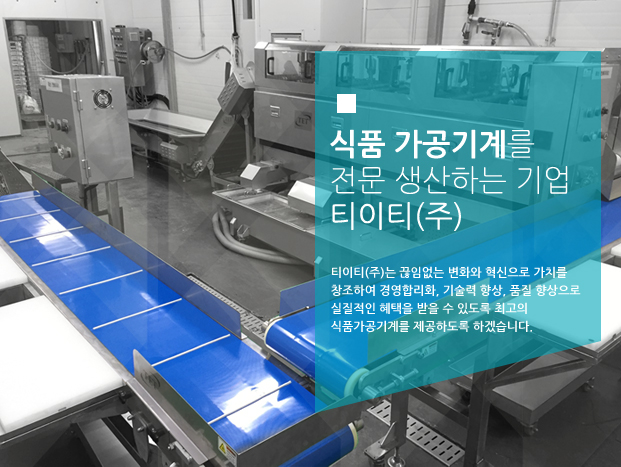 식품 가공기계를
전문 생산하는 기업
티이티(주)
티이티(주)는 끊임없는 변화와 혁신으로 가치를
창조하여 경영합리화, 기술력 향상, 품질 향상으로
실질적인 혜택을 받을 수 있도록 최고의
식품가공기계를 제공하도록 하겠습니다.